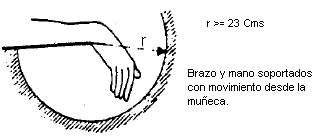 r >= 23 Cms
r
Brazo y mano soportados
con movimiento desde la
muñeca.